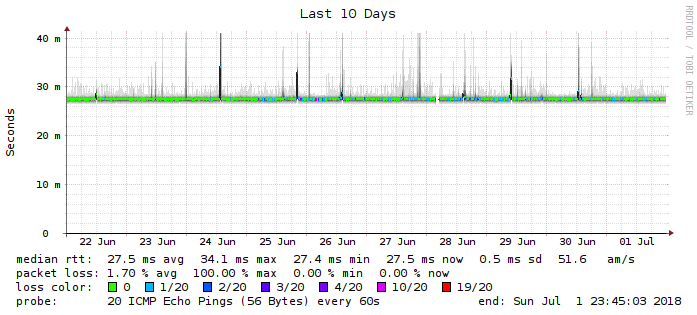 Last 10 Days
RRDTOOL / TOBI OETIKER
Seconds
40 m
30 m
20 m
10 m
0
22 Jun 23 Jun 24 Jun 25 Jun 26 Jun 27 Jun 28 Jun 29 Jun 30 Jun 01 Jul
median rtt: 27.5 ms avg 34.1 ms max 27.4 ms min 27.5 ms now 0.5 ms sd 51.6 am/s
packet loss: 1.70 % avg 100.00 % max 0.00 % min 0.00 % now
loss color: 0 1/20 2/20 3/20 4/20 10/20 19/20
probe: 20 ICMP Echo Pings (56 Bytes) every 60s end: Sun Jul 1 23:45:03 2018